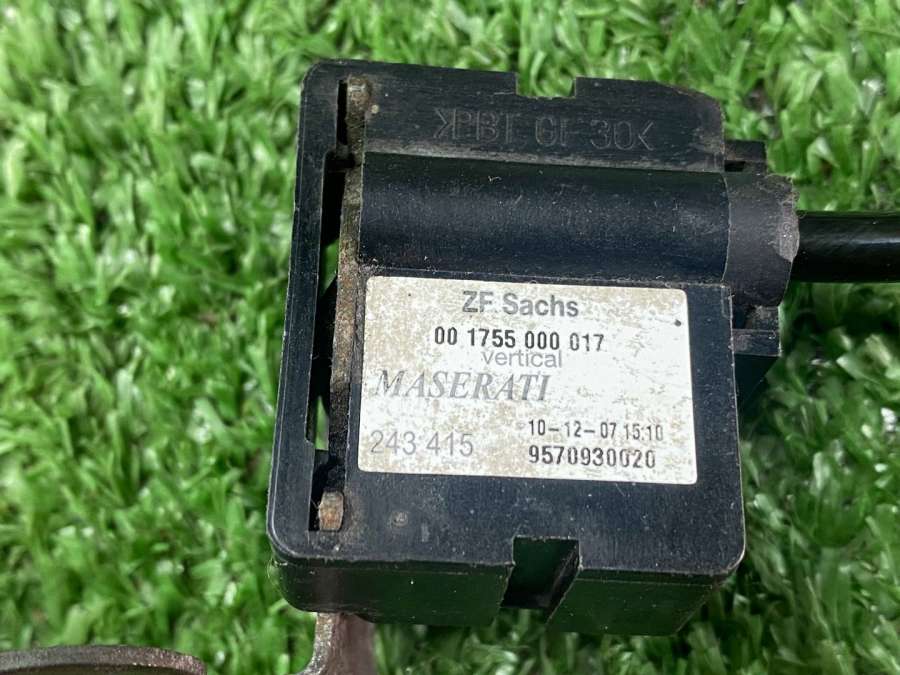 >PBT GF 30<
ZF Sachs
00 1755 000 017
vertical
MASERATI
243 415
10-12-07 15:10
9570930020